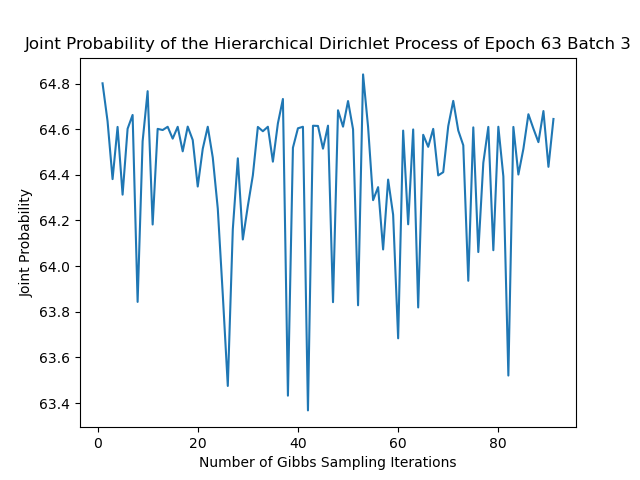 Joint Probability of the Hierarchical Dirichlet Process of Epoch 63 Batch 3
64.8
64.6
64.4
64.2
64.0
63.8
63.6
63.4
Joint Probability
0 20 40 60 80
Number of Gibbs Sampling Iterations